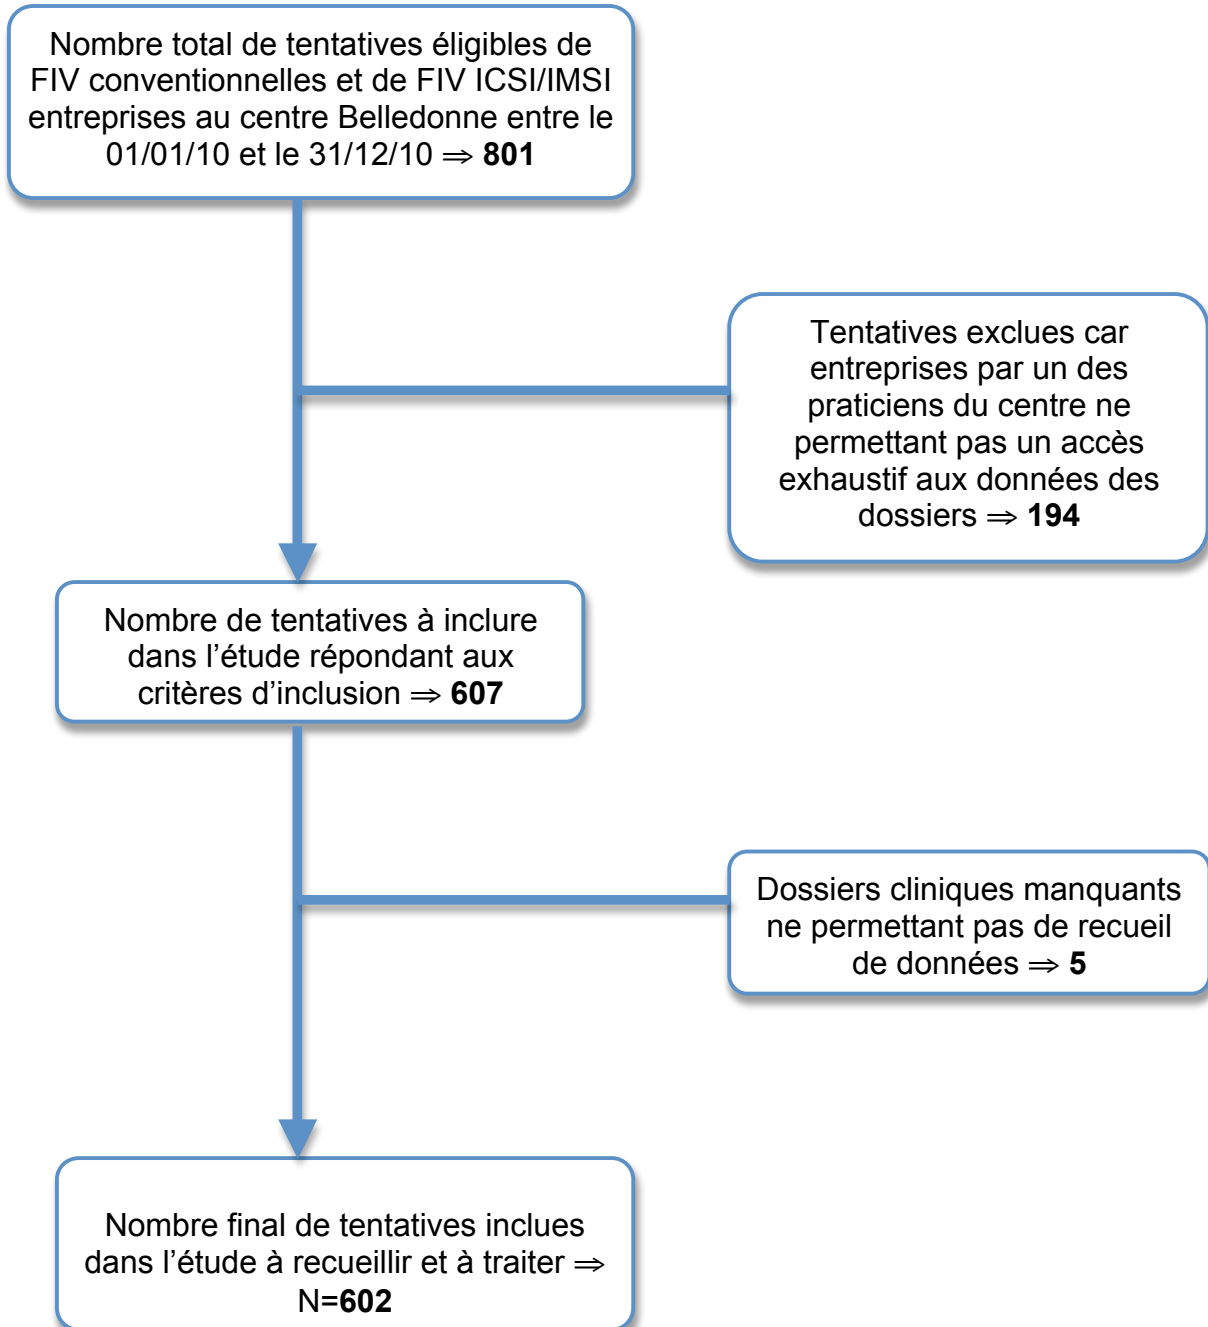 Nombre total de tentatives éligibles de
FIV conventionnelles et de FIV ICSI/IMSI
entreprises au centre Belledonne entre le
01/01/10 et le 31/12/10 ⇒ 801
Tentatives exclues car
entreprises par un des
praticiens du centre ne
permettant pas un accès
exhaustif aux données des
dossiers ⇒ 194
Nombre de tentatives à inclure
dans l’étude répondant aux
critères d’inclusion ⇒ 607
Dossiers cliniques manquants
ne permettant pas de recueil
de données ⇒ 5
Nombre final de tentatives inclues
dans l’étude à recueillir et à traiter ⇒
N=602